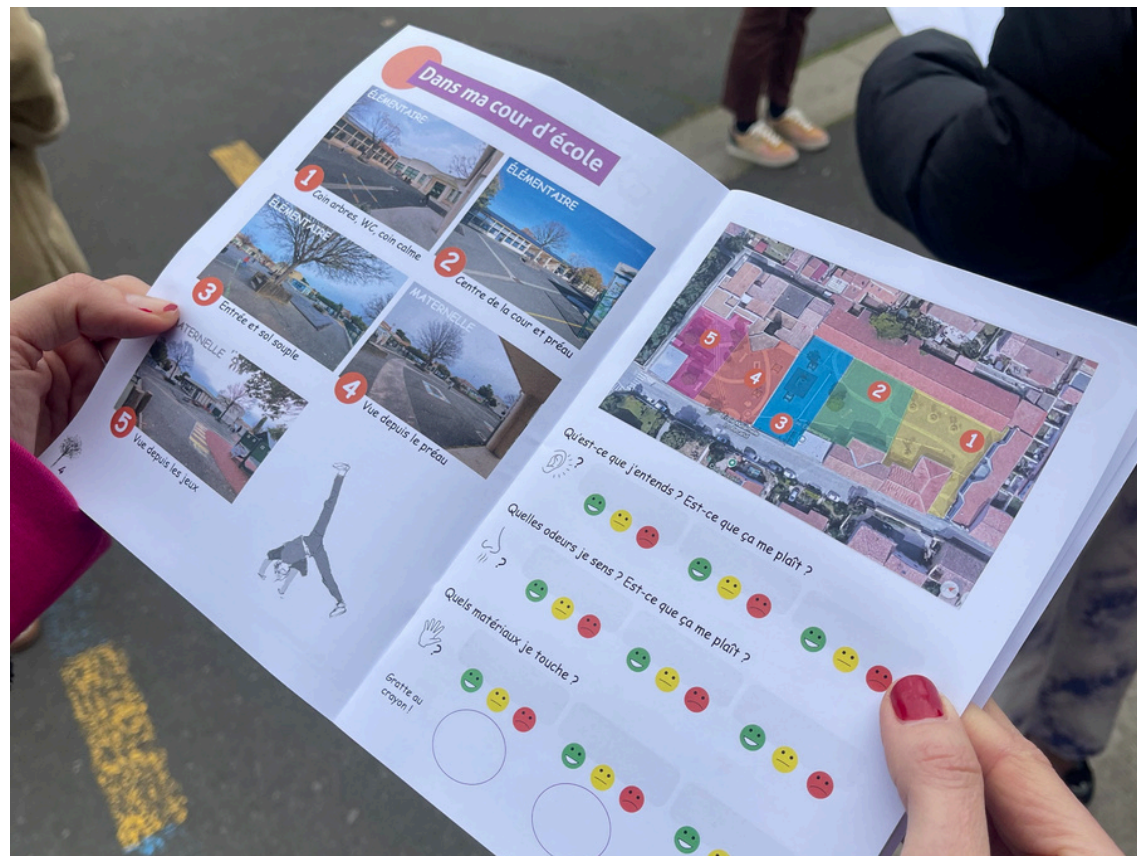 Dans ma cour d'école
ÉLÉMENTAIRE
1
Coin arbres, WC, coin calme
ÉLÉMENTAIRE
2
Centre de la cour et préau
ÉLÉMENTAIRE
3
Entrée et sol souple
MATERNELLE
4
Vue depuis le préau
MATERNELLE
5
Vue depuis les jeux
4
5
4
3
2
1
Qu'est-ce que j'entends ? Est-ce que ça me plaît ?
?
Quelles odeurs je sens ? Est-ce que ça me plaît ?
?
Quels matériaux je touche ?
?
Gratte au
crayon !